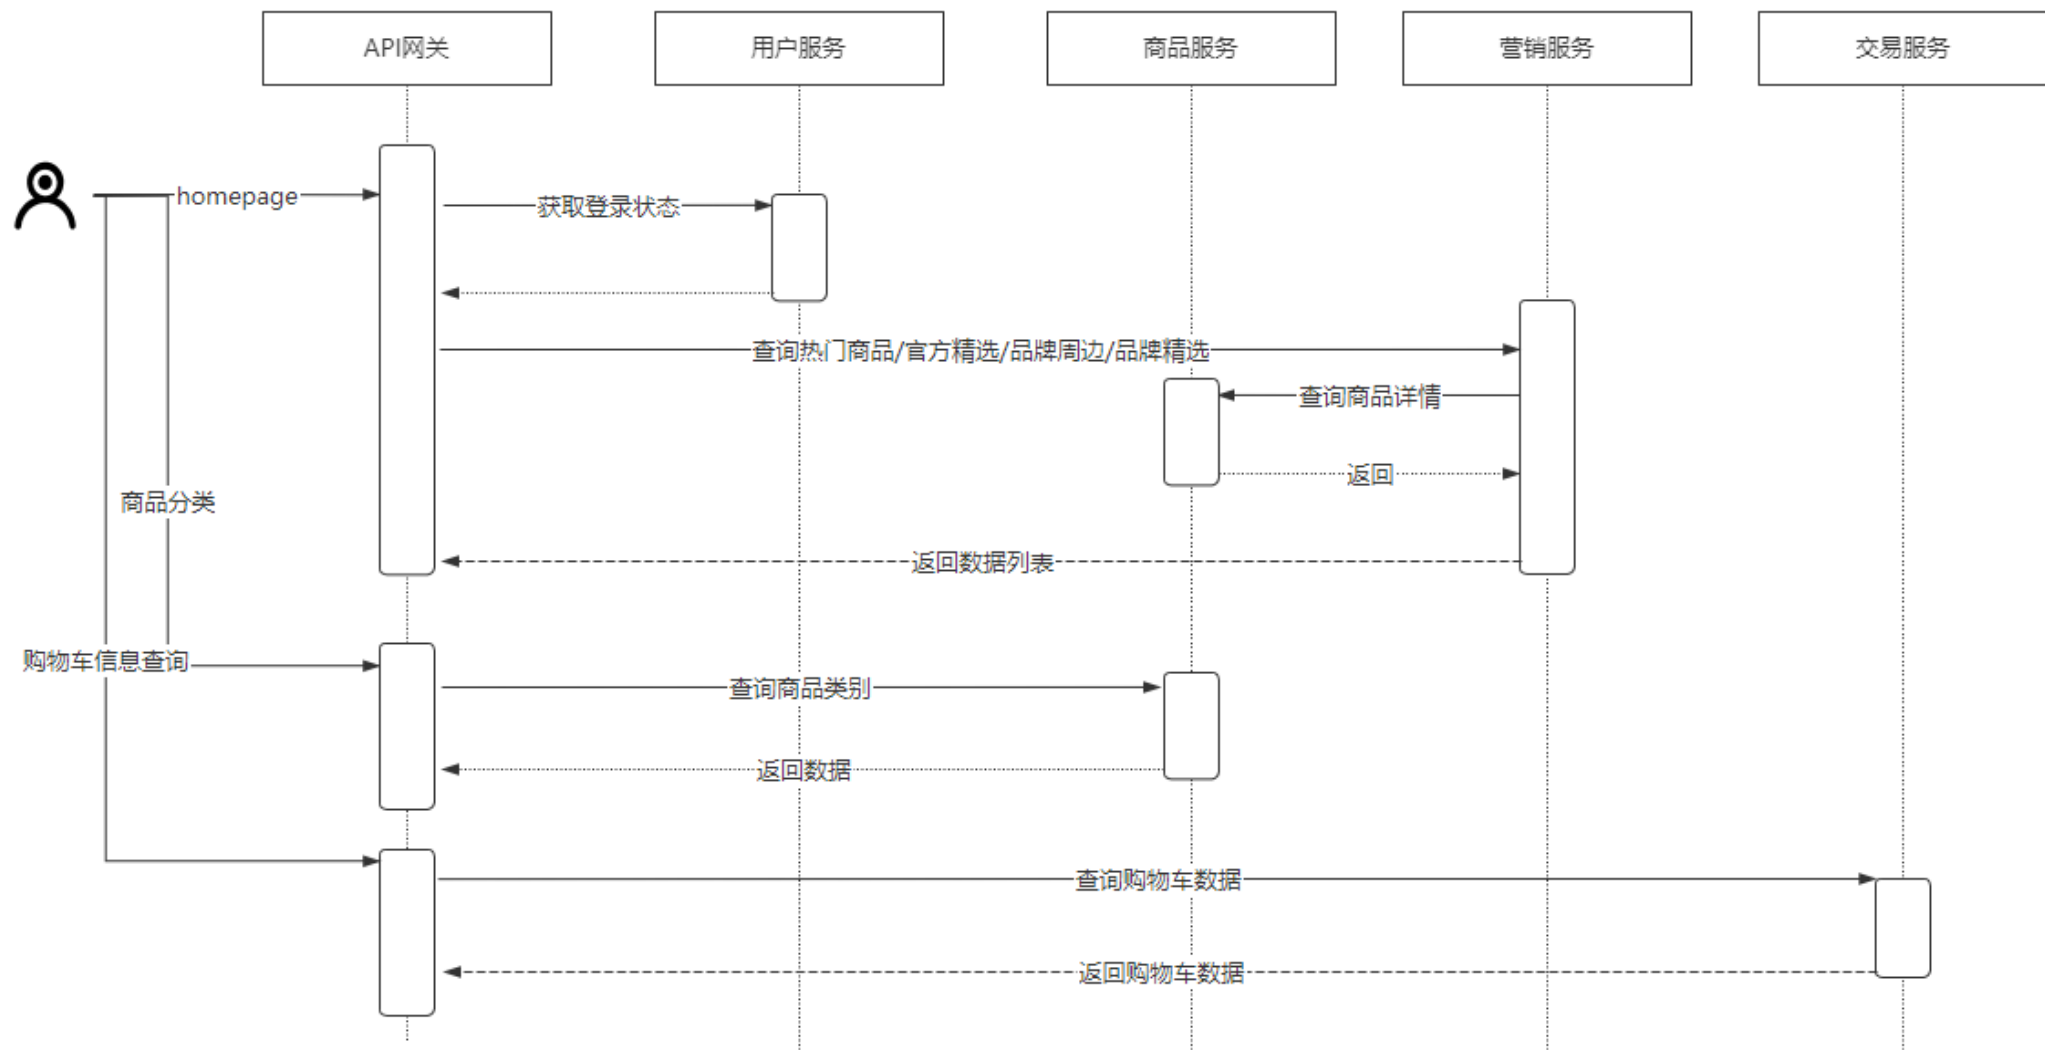 API网关
用户服务
商品服务
营销服务
交易服务
homepage
获取登录状态
查询热门商品/官方精选/品牌周边/品牌精选
查询商品详情
返回
商品分类
返回数据列表
购物车信息查询
查询商品类别
返回数据
查询购物车数据
返回购物车数据